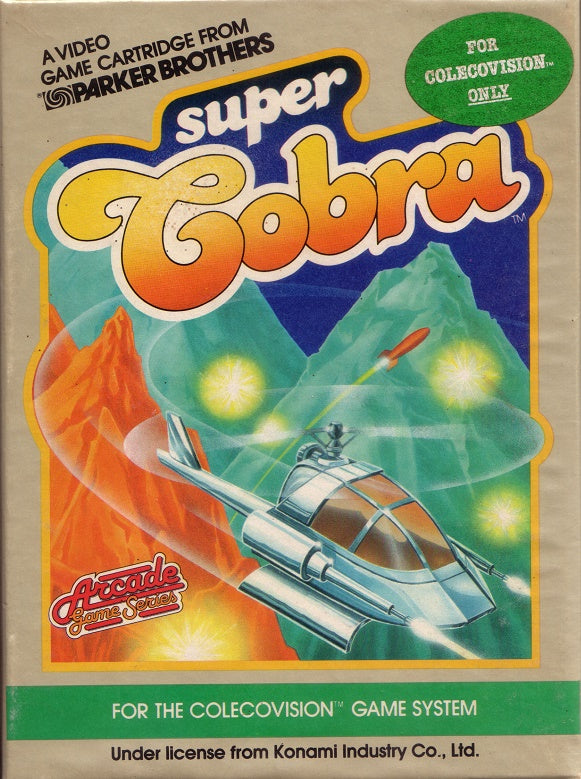 A VIDEO
GAME CARTRIDGE FROM
PARKER BROTHERS
FOR
COLECOVISION™
ONLY
super
Cobra
TM
Arcade
Game Series
FOR THE COLECOVISION™ GAME SYSTEM
Under license from Konami Industry Co., Ltd.